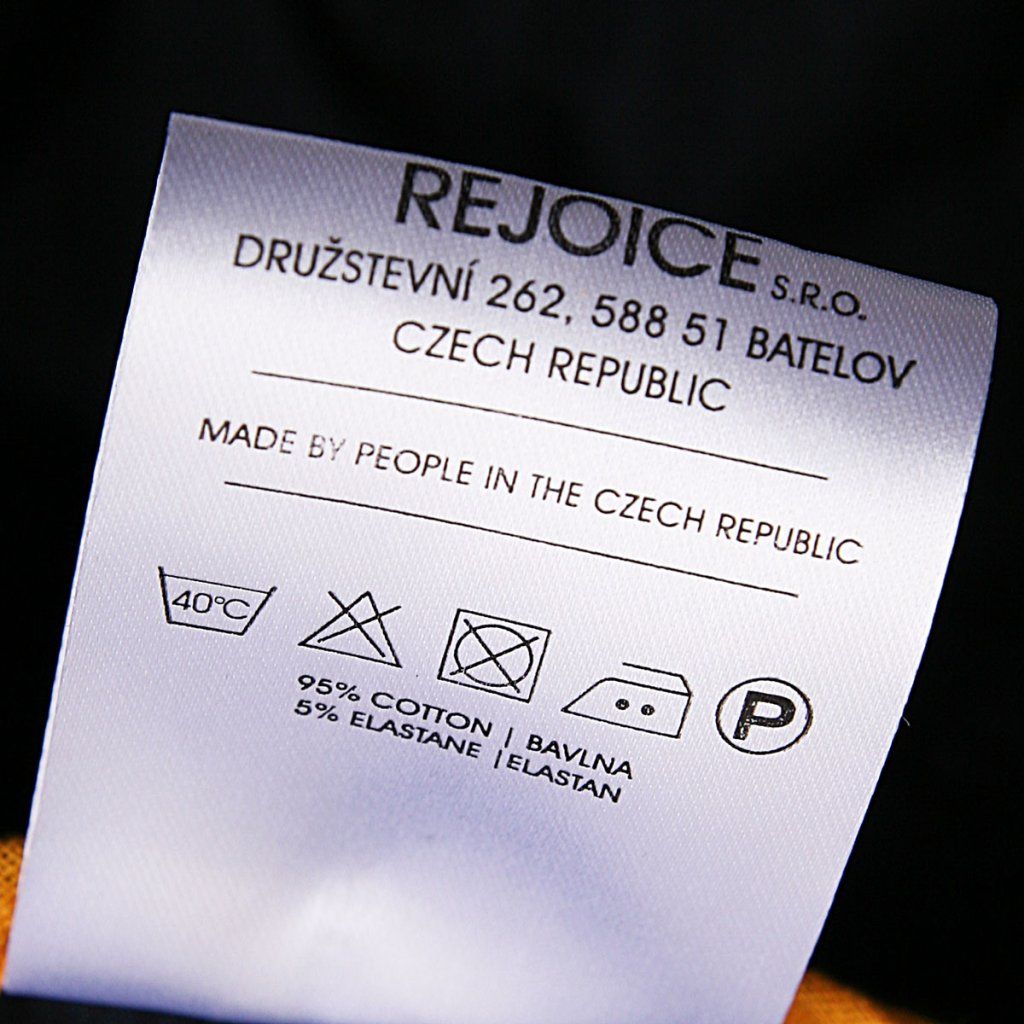 REJOICE S.R.O.
DRUŽSTEVNÍ 262, 588 51 BATELOV
CZECH REPUBLIC
MADE BY PEOPLE IN THE CZECH REPUBLIC
40°C
P
95% COTTON | BAVLNA
5% ELASTANE | ELASTAN